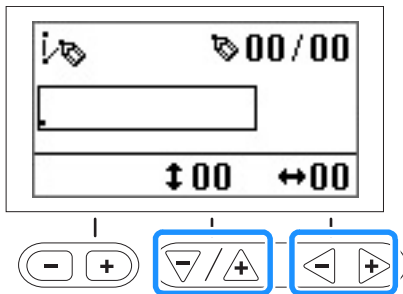 00/00
↕00 ↔00
- + -/+ - +